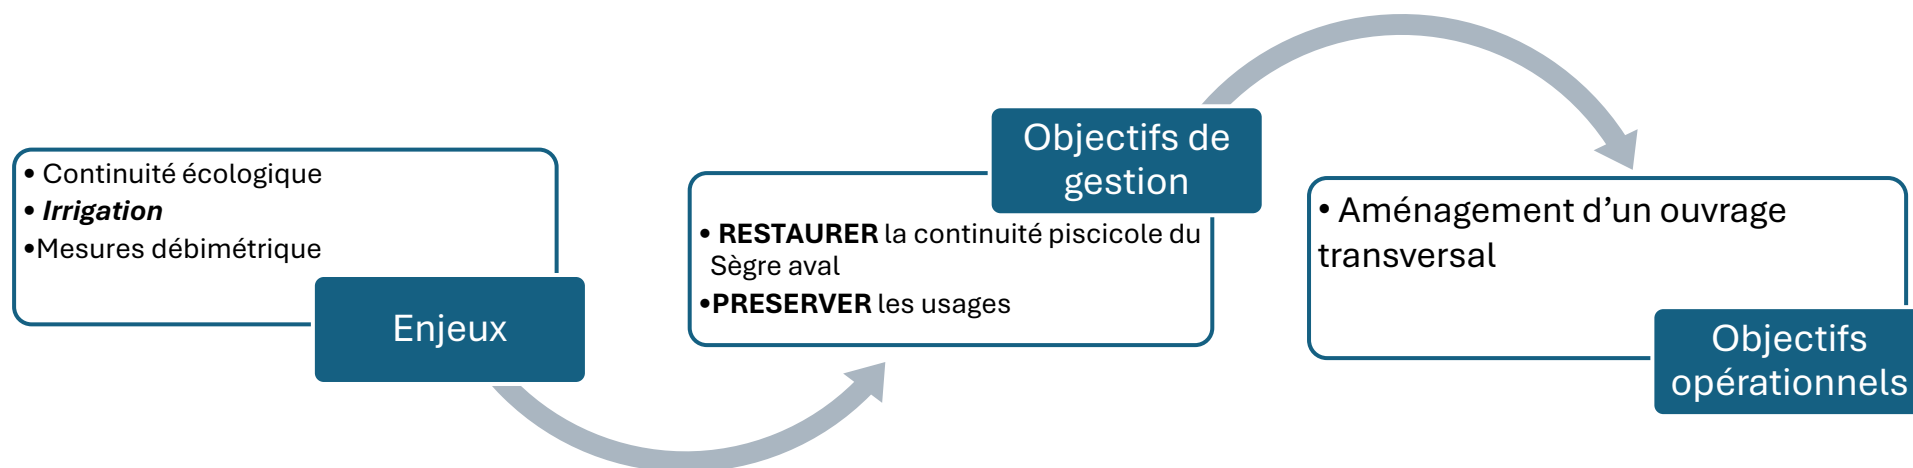 • Continuité écologique
• Irrigation
•Mesures débimétrique
Enjeux
Objectifs de
gestion
• RESTAURER la continuité piscicole du
Sègre aval
•PRESERVER les usages
• Aménagement d’un ouvrage
transversal
Objectifs
opérationnels